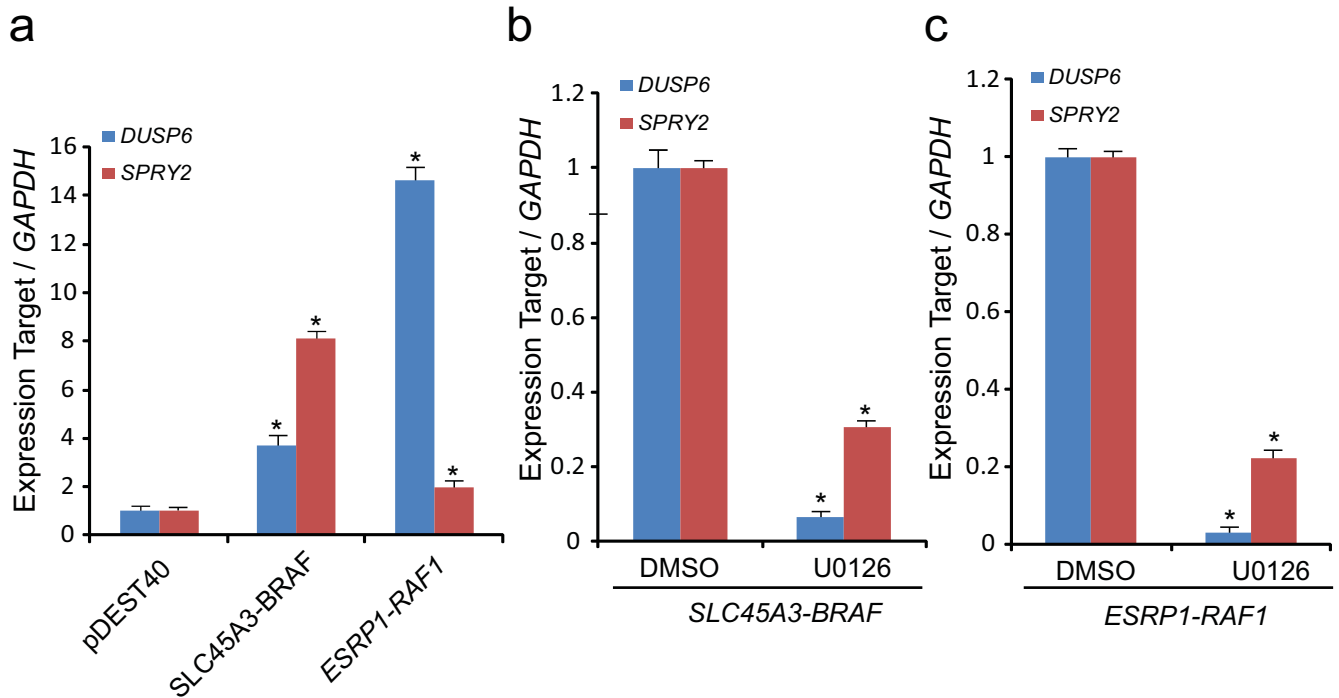 a
DUSP6
SPRY2
Expression Target / GAPDH
16
14
12
10
8
6
4
2
0
*
*
*
*
pDEST40
SLC45A3-BRAF
ESRP1-RAF1
b
DUSP6
SPRY2
Expression Target / GAPDH
1.2
1
0.8
0.6
0.4
0.2
0
*
*
DMSO
U0126
SLC45A3-BRAF
c
DUSP6
SPRY2
Expression Target / GAPDH
1.2
1
0.8
0.6
0.4
0.2
0
*
*
DMSO
U0126
ESRP1-RAF1